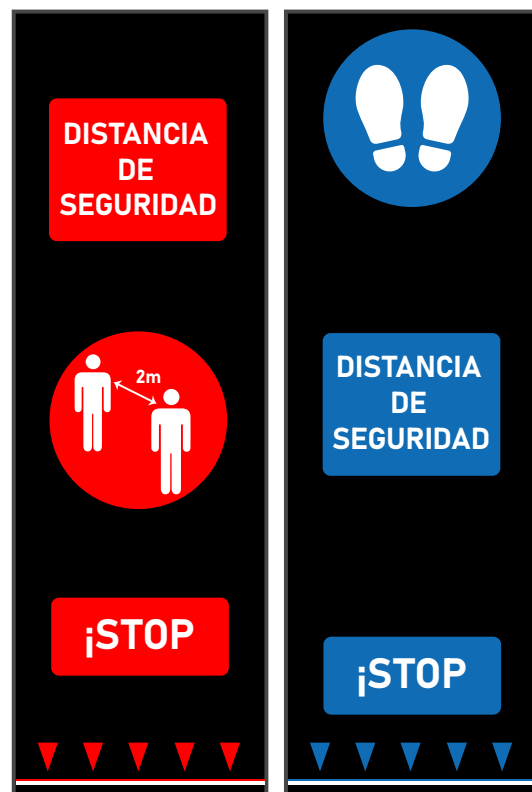 DISTANCIA
DE
SEGURIDAD
2m
¡STOP
DISTANCIA
DE
SEGURIDAD
¡STOP